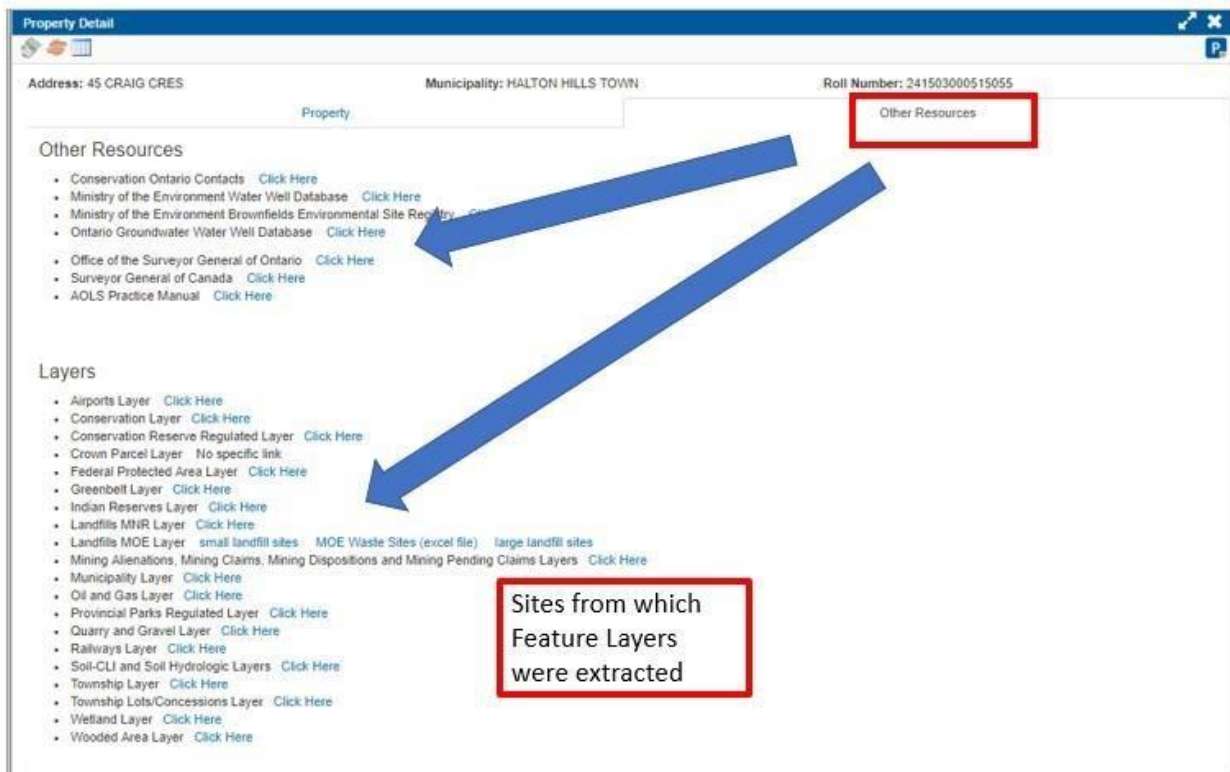 Property Detail
P
Address: 45 CRAIG CRES Municipality: HALTON HILLS TOWN Roll Number: 241503000515055
Property Other Resources
Other Resources
• Conservation Ontario Contacts Click Here
• Ministry of the Environment Water Well Database Click Here
• Ministry of the Environment Brownfields Environmental Site Registry
• Ontario Groundwater Water Well Database Click Here
• Office of the Surveyor General of Ontario Click Here
• Surveyor General of Canada Click Here
• AOLS Practice Manual Click Here
Layers
• Airports Layer Click Here
• Conservation Layer Click Here
• Conservation Reserve Regulated Layer Click Here
• Crown Parcel Layer No specific link
• Federal Protected Area Layer Click Here
• Greenbelt Layer Click Here
• Indian Reserves Layer Click Here
• Landfills MNR Layer Click Here
• Landfills MOE Layer small landfill sites MOE Waste Sites (excel file) large landfill sites
• Mining Alienations, Mining Claims, Mining Dispositions and Mining Pending Claims Layers Click Here
• Municipality Layer Click Here
• Oil and Gas Layer Click Here
• Provincial Parks Regulated Layer Click Here
• Quarry and Gravel Layer Click Here
• Railways Layer Click Here
• Soil-CLI and Soil Hydrologic Layers Click Here
• Township Layer Click Here
• Township Lots/Concessions Layer Click Here
• Wetland Layer Click Here
• Wooded Area Layer Click Here
Sites from which
Feature Layers
were extracted